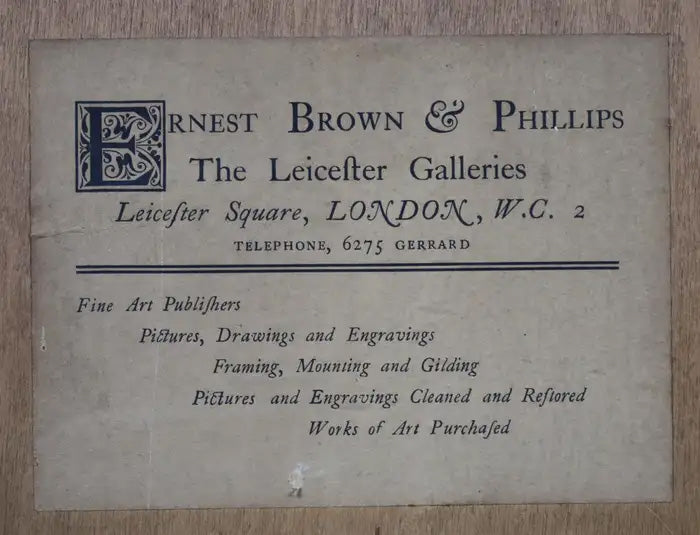 ERNEST BROWN & PHILLIPS
The Leiceſter Galleries
Leiceſter Square, LONDON, W.C. 2
TELEPHONE, 6275 GERRARD
Fine Art Publiſhers
Pictures, Drawings and Engravings
Framing, Mounting and Gilding
Pictures and Engravings Cleaned and Reſtored
Works of Art Purchaſed